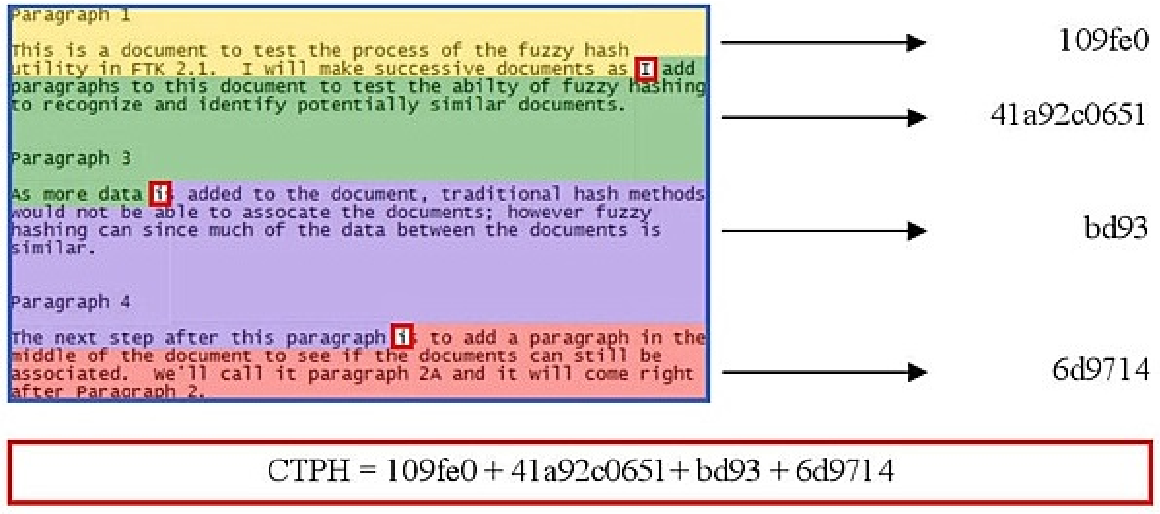 Paragraph 1
This is a document to test the process of the fuzzy hash
utility in FTK 2.1.  I will make successive documents as I add
paragraphs to this document to test the abilty of fuzzy hashing
to recognize and identify potentially similar documents.
Paragraph 3
As more data is added to the document, traditional hash methods
would not be able to assocate the documents; however fuzzy
hashing can since much of the data between the documents is
similar.
Paragraph 4
The next step after this paragraph is to add a paragraph in the
middle of the document to see if the documents can still be
associated.  We'll call it paragraph 2A and it will come right
after Paragraph 2.
109fe0
41a92c0651
bd93
6d9714
CTPH = 109fe0 + 41a92c0651+ bd93 + 6d9714